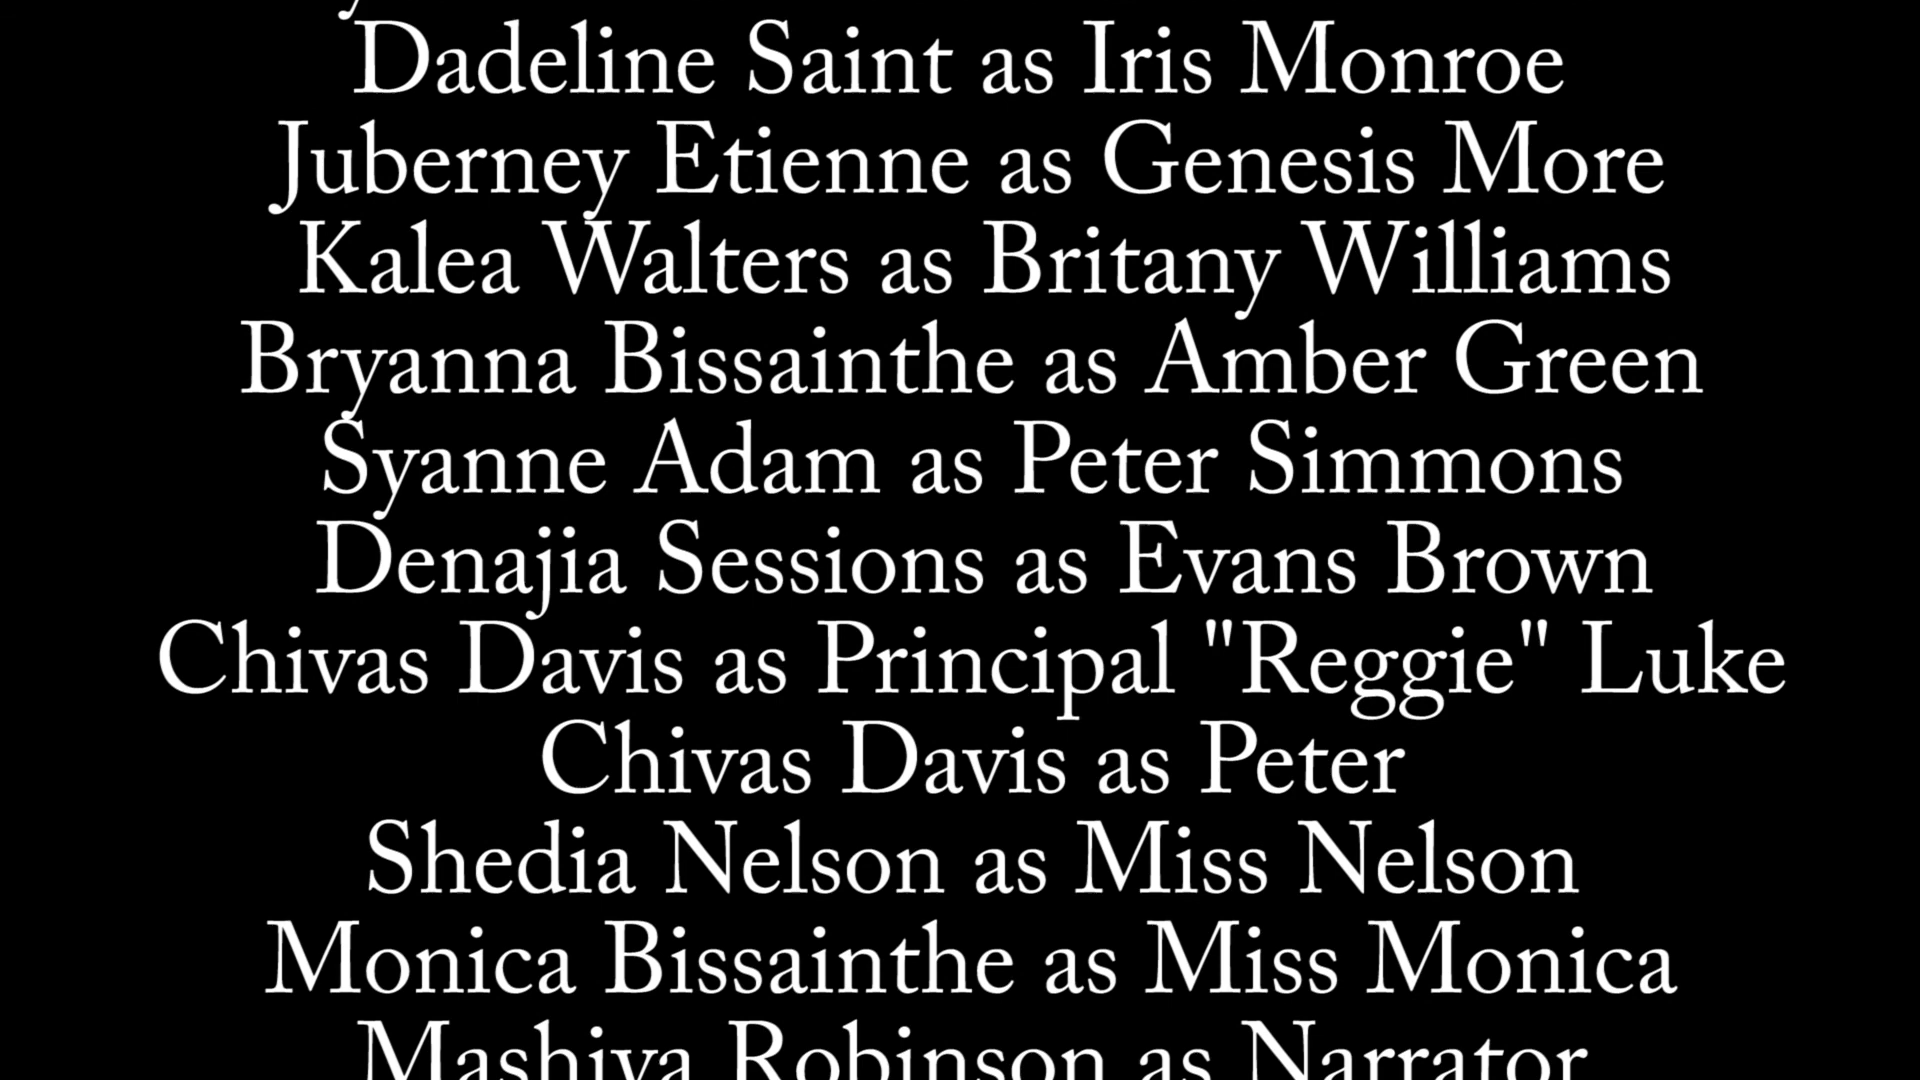 Dadeline Saint as Iris Monroe
Juberney Etienne as Genesis More
Kalea Walters as Britany Williams
Bryanna Bissainthe as Amber Green
Syanne Adam as Peter Simmons
Denajia Sessions as Evans Brown
Chivas Davis as Principal "Reggie" Luke
Chivas Davis as Peter
Shedia Nelson as Miss Nelson
Monica Bissainthe as Miss Monica
Mashiya Robinson as Narrator